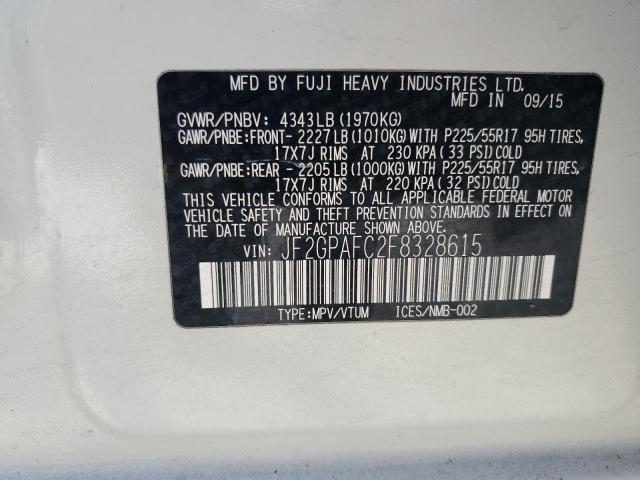 MFD BY FUJI HEAVY INDUSTRIES LTD.
MFD IN 09/15
GVWR/PNBV: 4343LB(1970KG)
GAWR/PNBE:FRONT-2227LB(1010KG)WITH P225/55R17 95H TIRES,
17X7J RIMS AT 230 KPA(33 PSI)COLD
GAWR/PNBE:REAR -2205LB(1000KG)WITH P225/55R17 95H TIRES,
17X7J RIMS AT 220 KPA(32 PSI)COLD
THIS VEHICLE CONFORMS TO ALL APPLICABLE FEDERAL MOTOR
VEHICLE SAFETY AND THEFT PREVENTION STANDARDS IN EFFECT
ON THE DATE OF MANUFACTURE SHOWN ABOVE.
VIN: JF2GPAFC2F8328615
TYPE:MPV/VTUM ICES/NMB-002